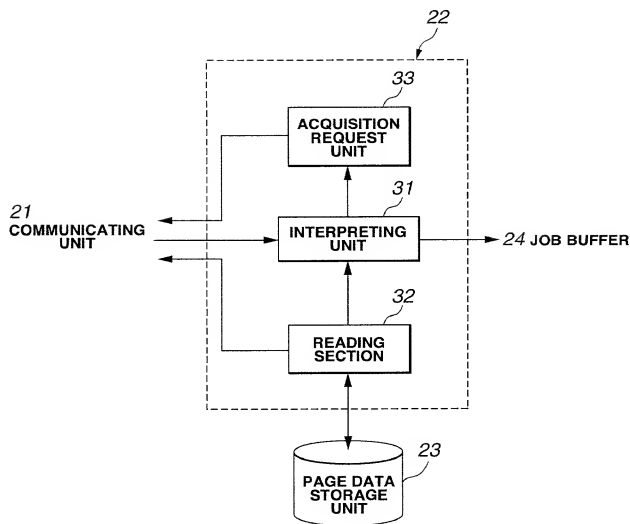 22
33
ACQUISITION
REQUEST
UNIT
21
COMMUNICATING
UNIT
31
INTERPRETING
UNIT
24 JOB BUFFER
32
READING
SECTION
23
PAGE DATA
STORAGE
UNIT